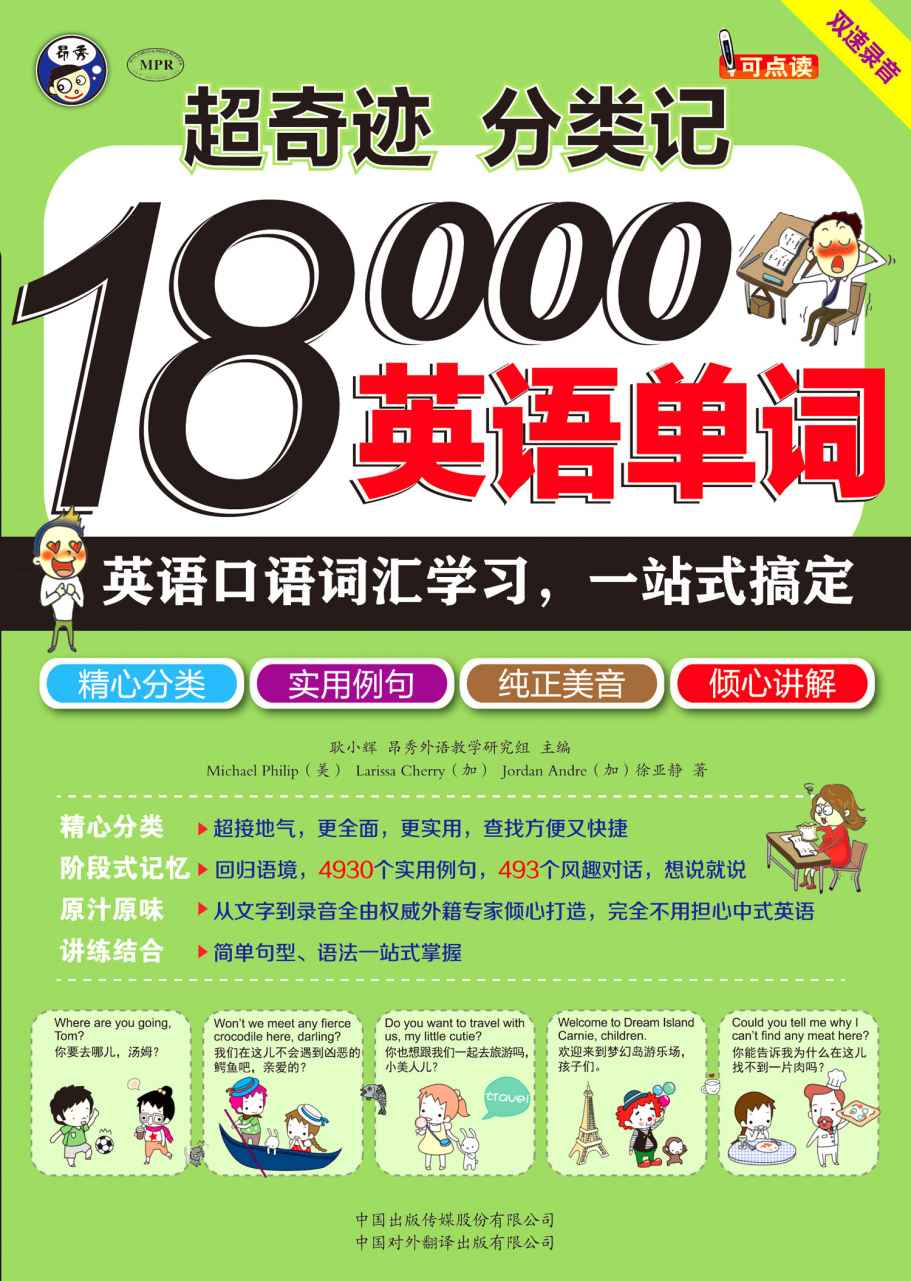 昂秀
MPR
可点读
双速录音
超奇迹 分类记
18000
英语单词
英语口语词汇学习，一站式搞定
精心分类 实用例句 纯正美音 倾心讲解
耿小辉 昂秀外语教学研究组 主编
Michael Philip（美） Larissa Cherry（加） Jordan Andre（加）徐亚静 著
精心分类 超接地气，更全面，更实用，查找方便又快捷
阶段式记忆 回归语境，4930个实用例句，493个风趣对话，想说就说
原汁原味 从文字到录音全由权威外籍专家倾心打造，完全不用担心中式英语
讲练结合 简单句型、语法一站式掌握
Where are you going,
Tom?
你要去哪儿，汤姆？
Won't we meet any fierce
crocodile here, darling?
我们在这儿不会遇到凶恶的
鳄鱼吧，亲爱的？
Do you want to travel with
us, my little cutie?
你也想跟我们一起去旅游吗，
小美人儿？
travel
Welcome to Dream Island
Carnie, children.
欢迎来到梦幻岛游乐场，
孩子们。
Could you tell me why I
can't find any meat here?
你能告诉我为什么在这儿
找不到一片肉吗？
中国出版传媒股份有限公司
中国对外翻译出版有限公司